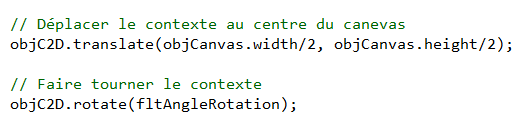 // Déplacer le contexte au centre du canevas
objC2D.translate(objCanvas.width/2, objCanvas.height/2);
// Faire tourner le contexte
objC2D.rotate(fltAngleRotation);